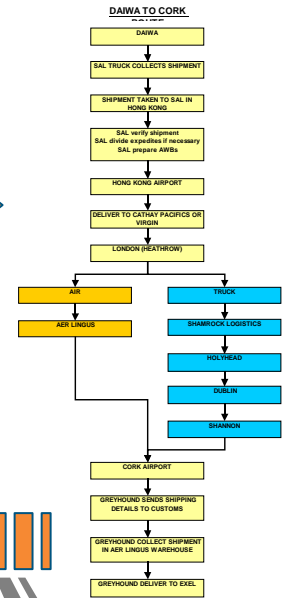 DAIWA TO CORK
ROUTE
DAIWA
SAL TRUCK COLLECTS SHIPMENT
SHIPMENT TAKEN TO SAL IN
HONG KONG
SAL verify shipment
SAL divide expedites if necessary
SAL prepare AWBs
HONG KONG AIRPORT
DELIVER TO CATHAY PACIFICS OR
VIRGIN
LONDON (HEATHROW)
AIR
TRUCK
AER LINGUS
SHAMROCK LOGISTICS
HOLYHEAD
DUBLIN
SHANNON
CORK AIRPORT
GREYHOUND SENDS SHIPPING
DETAILS TO CUSTOMS
GREYHOUND COLLECT SHIPMENT
IN AER LINGUS WAREHOUSE
GREYHOUND DELIVER TO EXEL